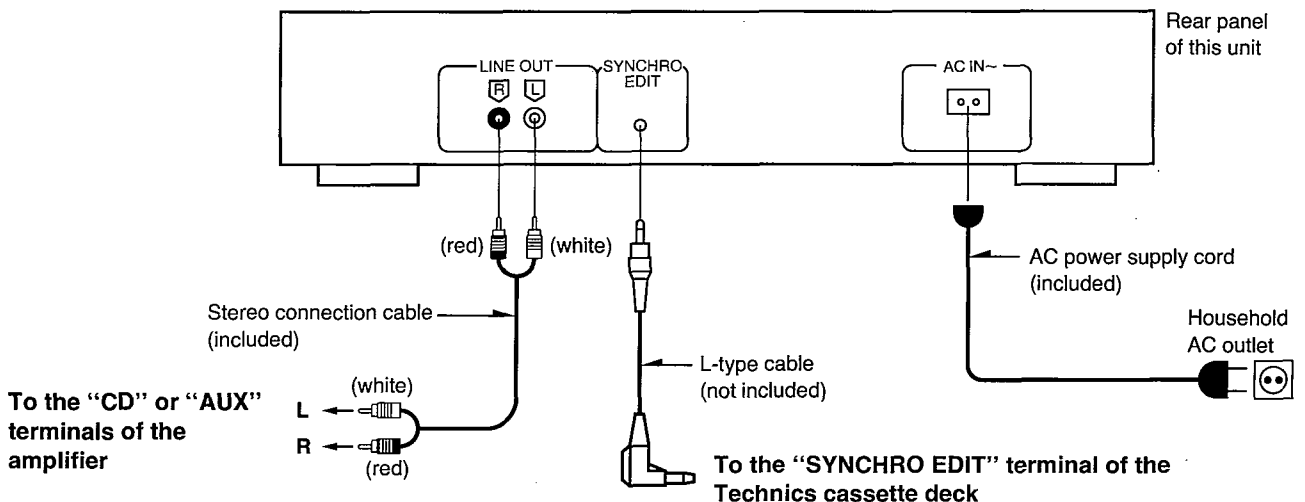 Rear panel
of this unit
LINE OUT
R L
SYNCHRO
EDIT
AC IN~
(red)
(white)
Stereo connection cable
(included)
AC power supply cord
(included)
Household
AC outlet
L-type cable
(not included)
To the “CD” or “AUX”
terminals of the
amplifier
(white)
L
R
(red)
To the “SYNCHRO EDIT” terminal of the
Technics cassette deck